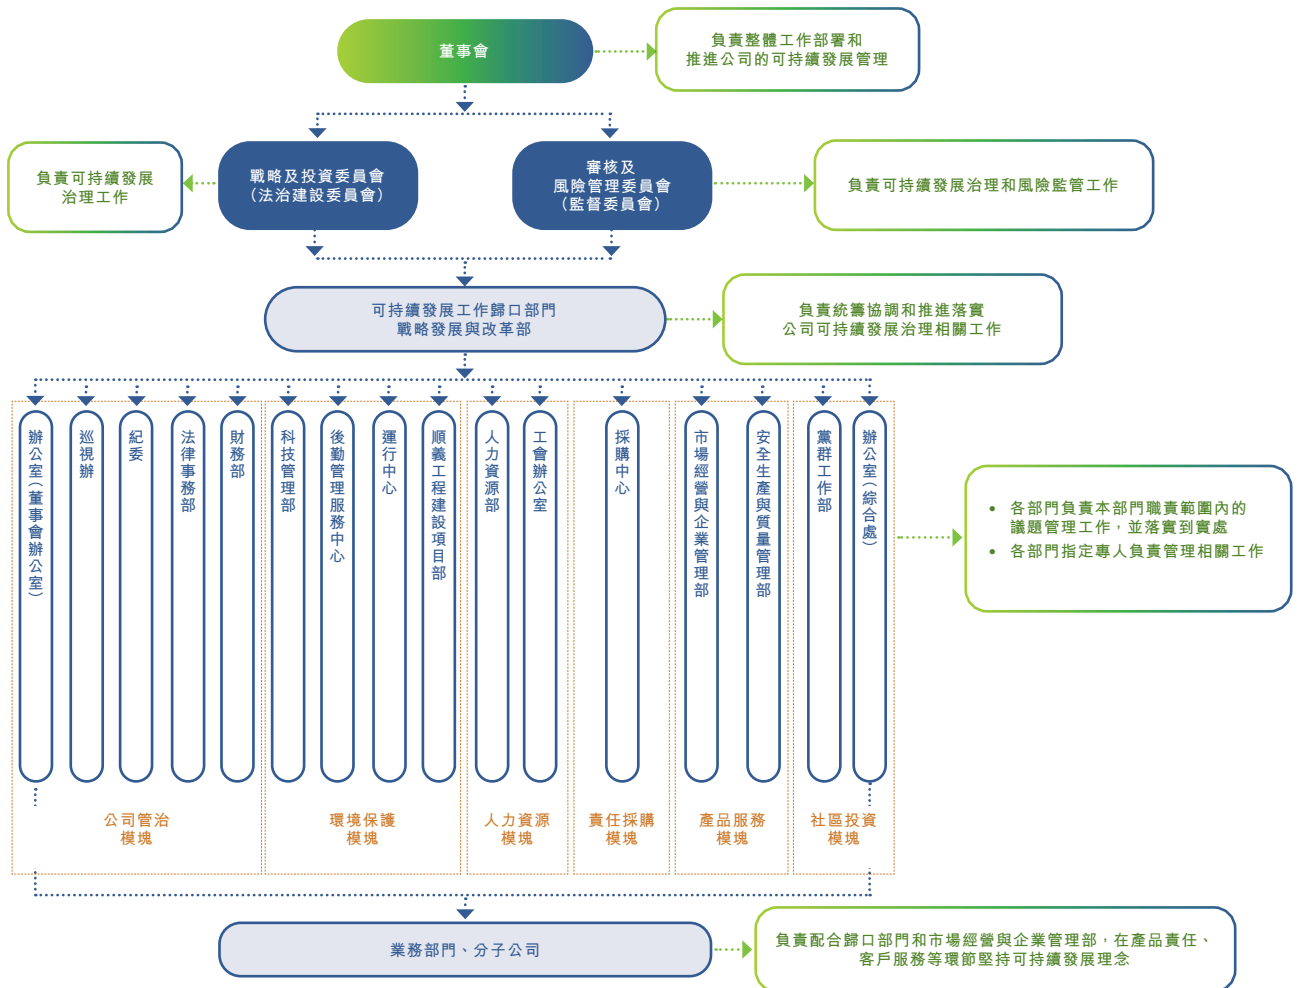 董事會
負責整體工作部署和
推進公司的可持續發展管理
負責可持續發展
治理工作
戰略及投資委員會
（法治建設委員會）
審核及
風險管理委員會
（監督委員會）
負責可持續發展治理和風險監管工作
可持續發展工作歸口部門
戰略發展與改革部
負責統籌協調和推進落實
公司可持續發展治理相關工作
辦公室（董事會辦公室）
巡視辦
紀委
法律事務部
財務部
科技管理部
後勤管理服務中心
運行中心
順義工程建設項目部
人力資源部
工會辦公室
採購中心
市場經營與企業管理部
安全生產與質量管理部
黨群工作部
辦公室（綜合處）
• 各部門負責本部門職責範圍內的
議題管理工作，並落實到實處
• 各部門指定專人負責管理相關工作
公司管治
模塊
環境保護
模塊
人力資源
模塊
責任採購
模塊
產品服務
模塊
社區投資
模塊
業務部門、分子公司
負責配合歸口部門和市場經營與企業管理部，在產品責任、
客戶服務等環節堅持可持續發展理念